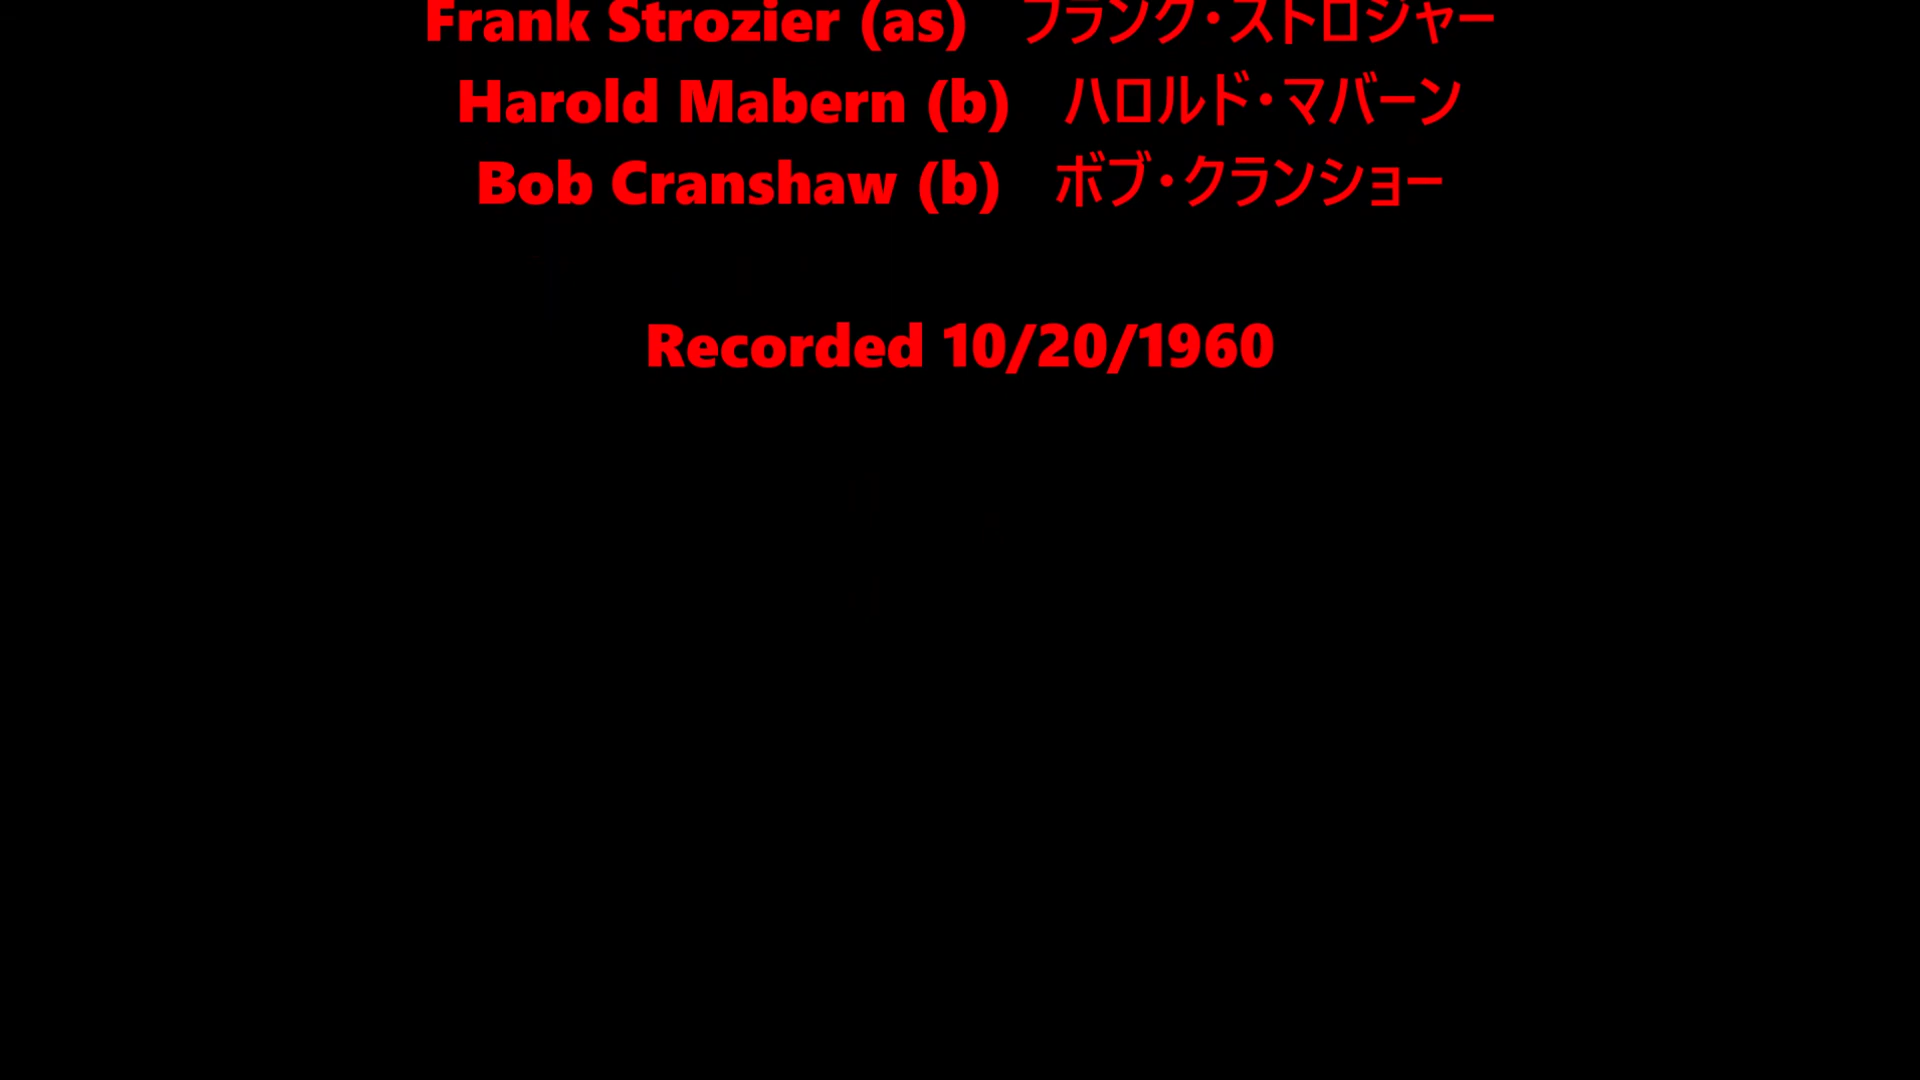 Frank Strozier (as)　フランク・ストロジャー
Harold Mabern (b)　ハロルド・マバーン
Bob Cranshaw (b)　ボブ・クランショー
Recorded 10/20/1960